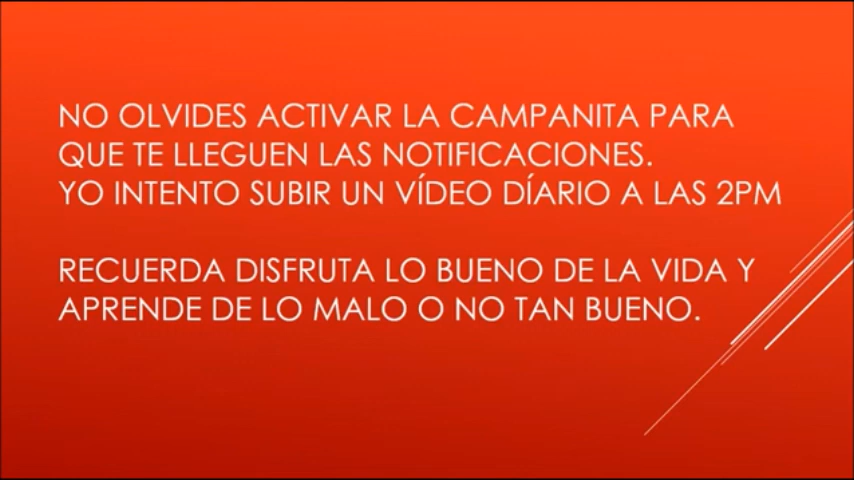 NO OLVIDES ACTIVAR LA CAMPANITA PARA
QUE TE LLEGUEN LAS NOTIFICACIONES.
YO INTENTO SUBIR UN VÍDEO DÍARIO A LAS 2PM
RECUERDA DISFRUTA LO BUENO DE LA VIDA Y
APRENDE DE LO MALO O NO TAN BUENO.